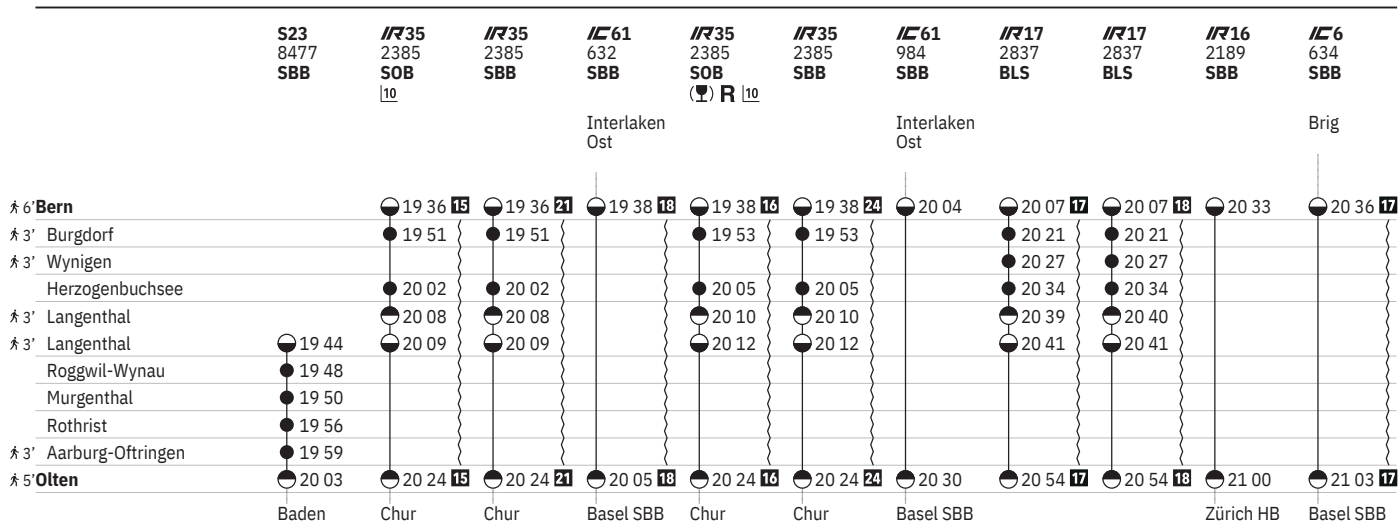 S23 IR35 IR35 IC61 IR35 IR35 IC61 IR17 IR17 IR16 IC6
8477 2385 2385 632 2385 2385 984 2837 2837 2189 634
SBB SOB SBB SBB SOB SBB SBB BLS BLS SBB SBB
10 R 10
Interlaken Interlaken Brig
Ost Ost
6' Bern 19 36 15 19 36 21 19 38 18 19 38 16 19 38 24 20 04 20 07 17 20 07 18 20 33 20 36 17
3' Burgdorf 19 51 19 51 19 53 19 53 20 21 20 21
3' Wynigen 20 27 20 27
Herzogenbuchsee 20 02 20 02 20 05 20 05 20 34 20 34
3' Langenthal 20 08 20 08 20 10 20 10 20 39 20 40
3' Langenthal 19 44 20 09 20 09 20 12 20 12 20 41 20 41
Roggwil-Wynau 19 48
Murgenthal 19 50
Rothrist 19 56
3' Aarburg-Oftringen 19 59
5' Olten 20 03 20 24 15 20 24 21 20 05 18 20 24 16 20 24 24 20 30 20 54 17 20 54 18 21 00 21 03 17
Baden Chur Chur Basel SBB Chur Chur Basel SBB Zürich HB Basel SBB